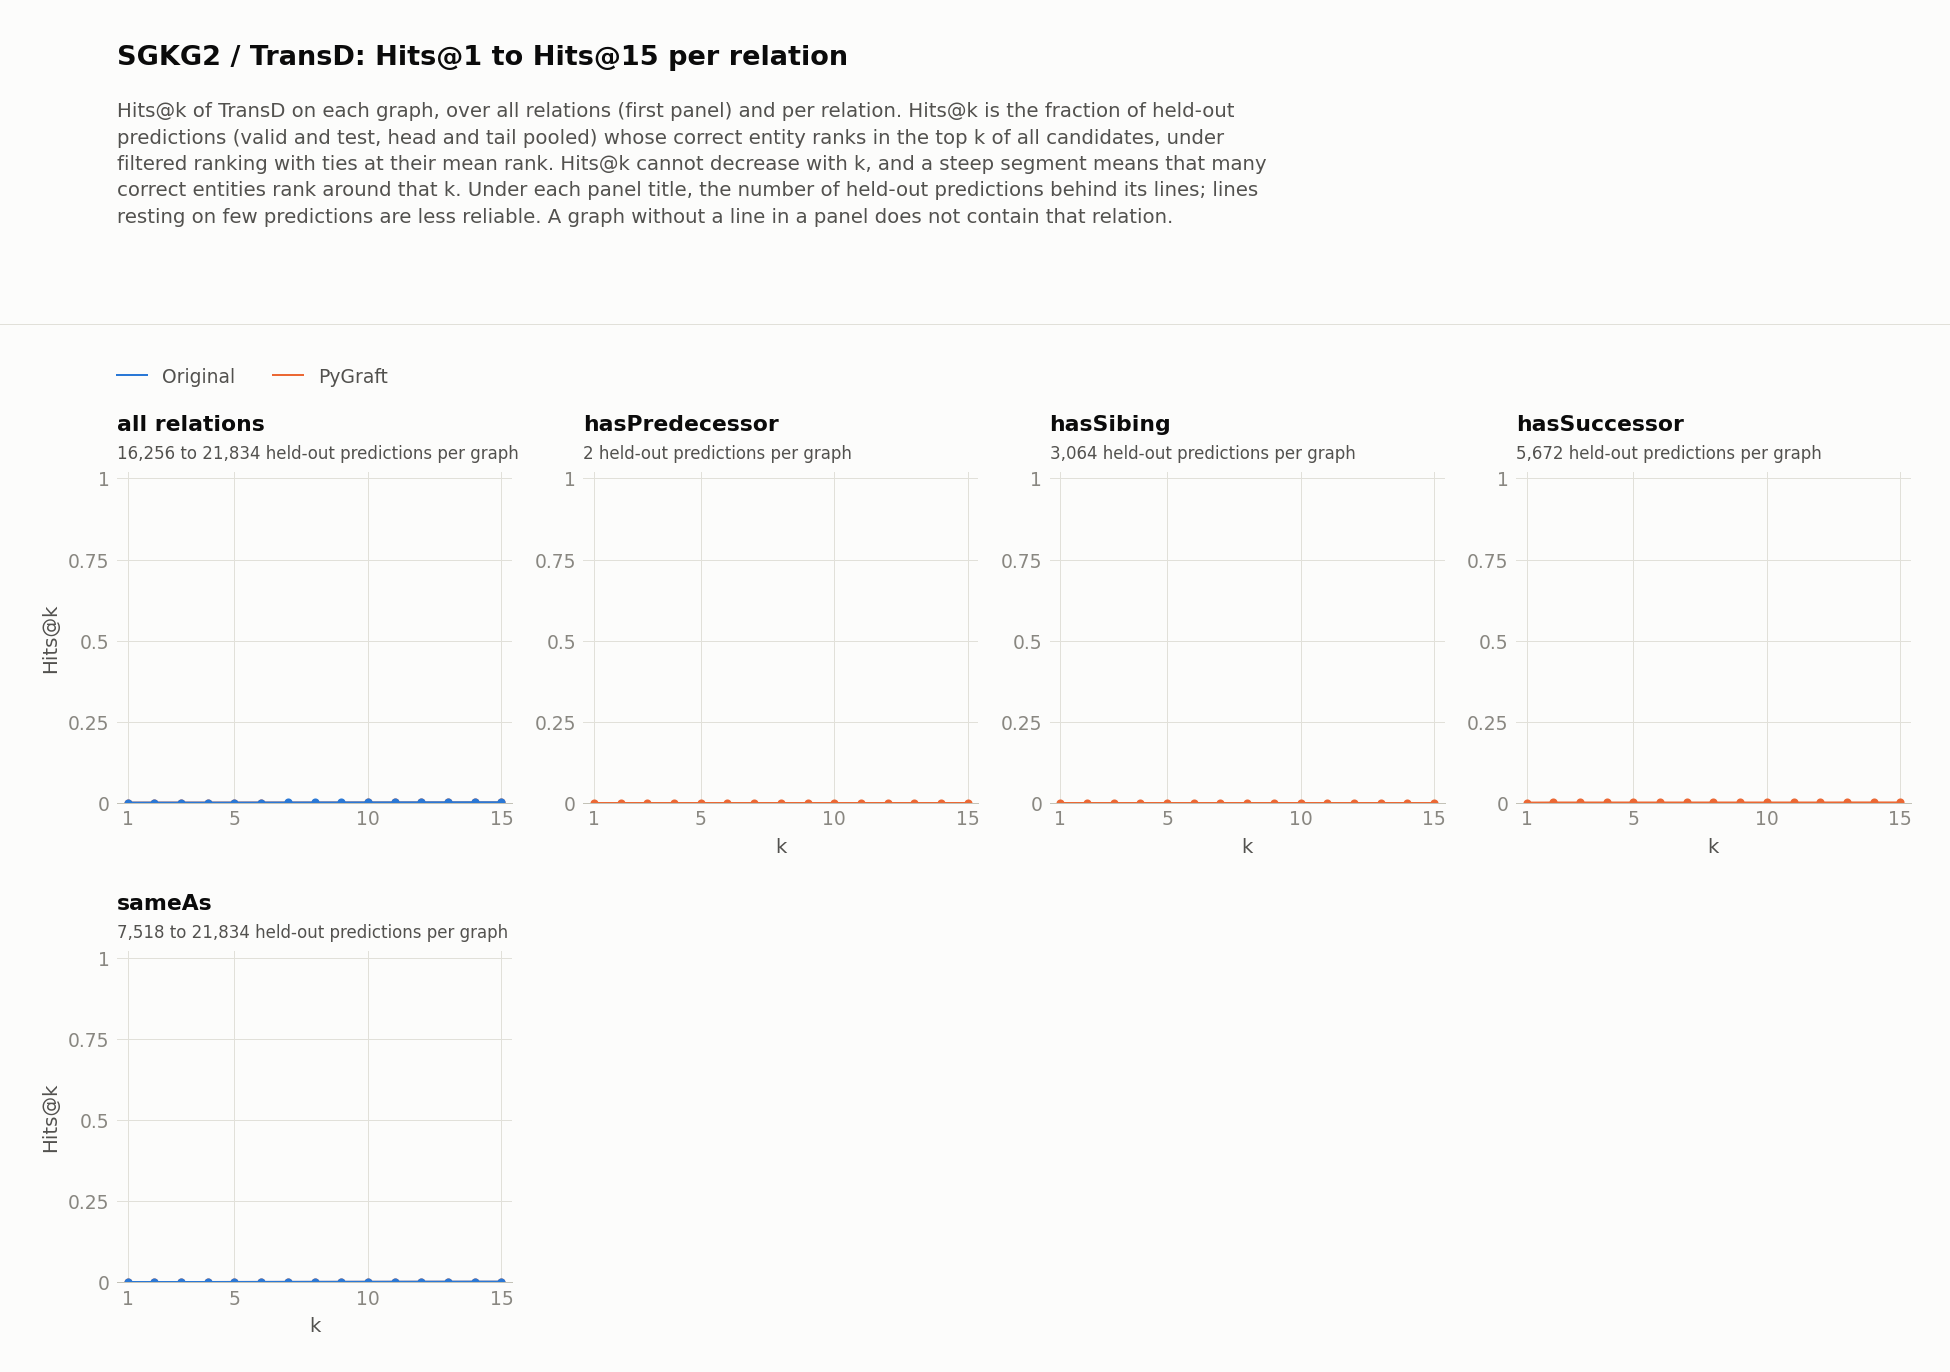 SGKG2 / TransD: Hits@1 to Hits@15 per relation
Hits@k of TransD on each graph, over all relations (first panel) and per relation. Hits@k is the fraction of held-out
predictions (valid and test, head and tail pooled) whose correct entity ranks in the top k of all candidates, under
filtered ranking with ties at their mean rank. Hits@k cannot decrease with k, and a steep segment means that many
correct entities rank around that k. Under each panel title, the number of held-out predictions behind its lines; lines
resting on few predictions are less reliable. A graph without a line in a panel does not contain that relation.
Original PyGraft
all relations
16,256 to 21,834 held-out predictions per graph
1
0.75
0.5
0.25
0
Hits@k
1 5 10 15
hasPredecessor
2 held-out predictions per graph
1
0.75
0.5
0.25
0
1 5 10 15
k
hasSibing
3,064 held-out predictions per graph
1
0.75
0.5
0.25
0
1 5 10 15
k
hasSuccessor
5,672 held-out predictions per graph
1
0.75
0.5
0.25
0
1 5 10 15
k
sameAs
7,518 to 21,834 held-out predictions per graph
1
0.75
0.5
0.25
0
Hits@k
1 5 10 15
k